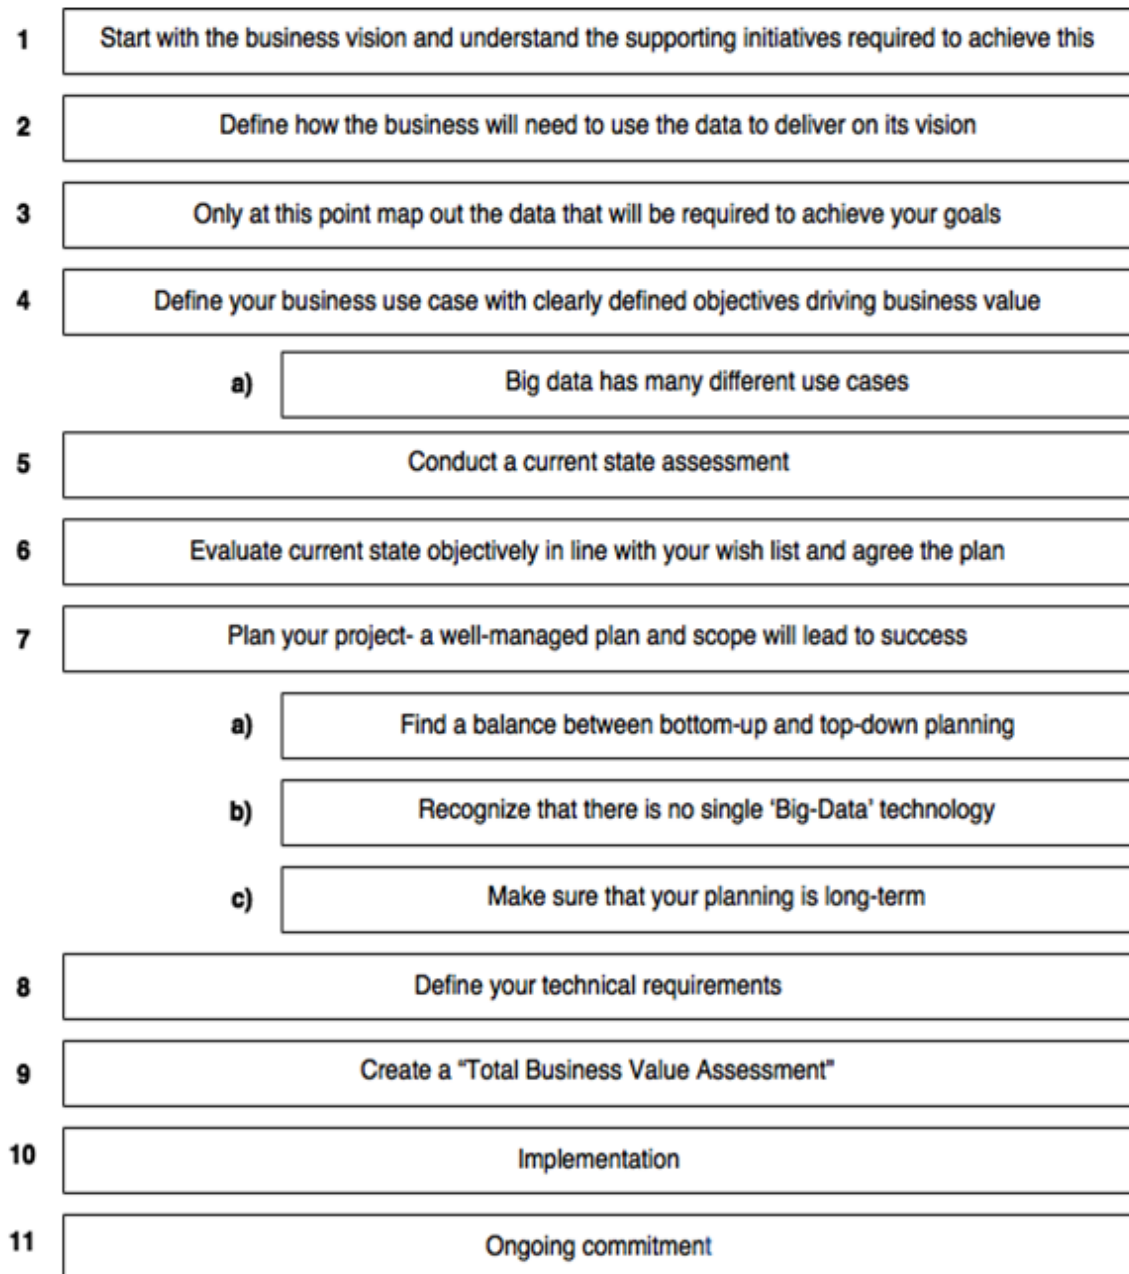 1 Start with the business vision and understand the supporting initiatives required to achieve this
2 Define how the business will need to use the data to deliver on its vision
3 Only at this point map out the data that will be required to achieve your goals
4 Define your business use case with clearly defined objectives driving business value
a) Big data has many different use cases
5 Conduct a current state assessment
6 Evaluate current state objectively in line with your wish list and agree the plan
7 Plan your project- a well-managed plan and scope will lead to success
a) Find a balance between bottom-up and top-down planning
b) Recognize that there is no single ‘Big-Data’ technology
c) Make sure that your planning is long-term
8 Define your technical requirements
9 Create a “Total Business Value Assessment”
10 Implementation
11 Ongoing commitment